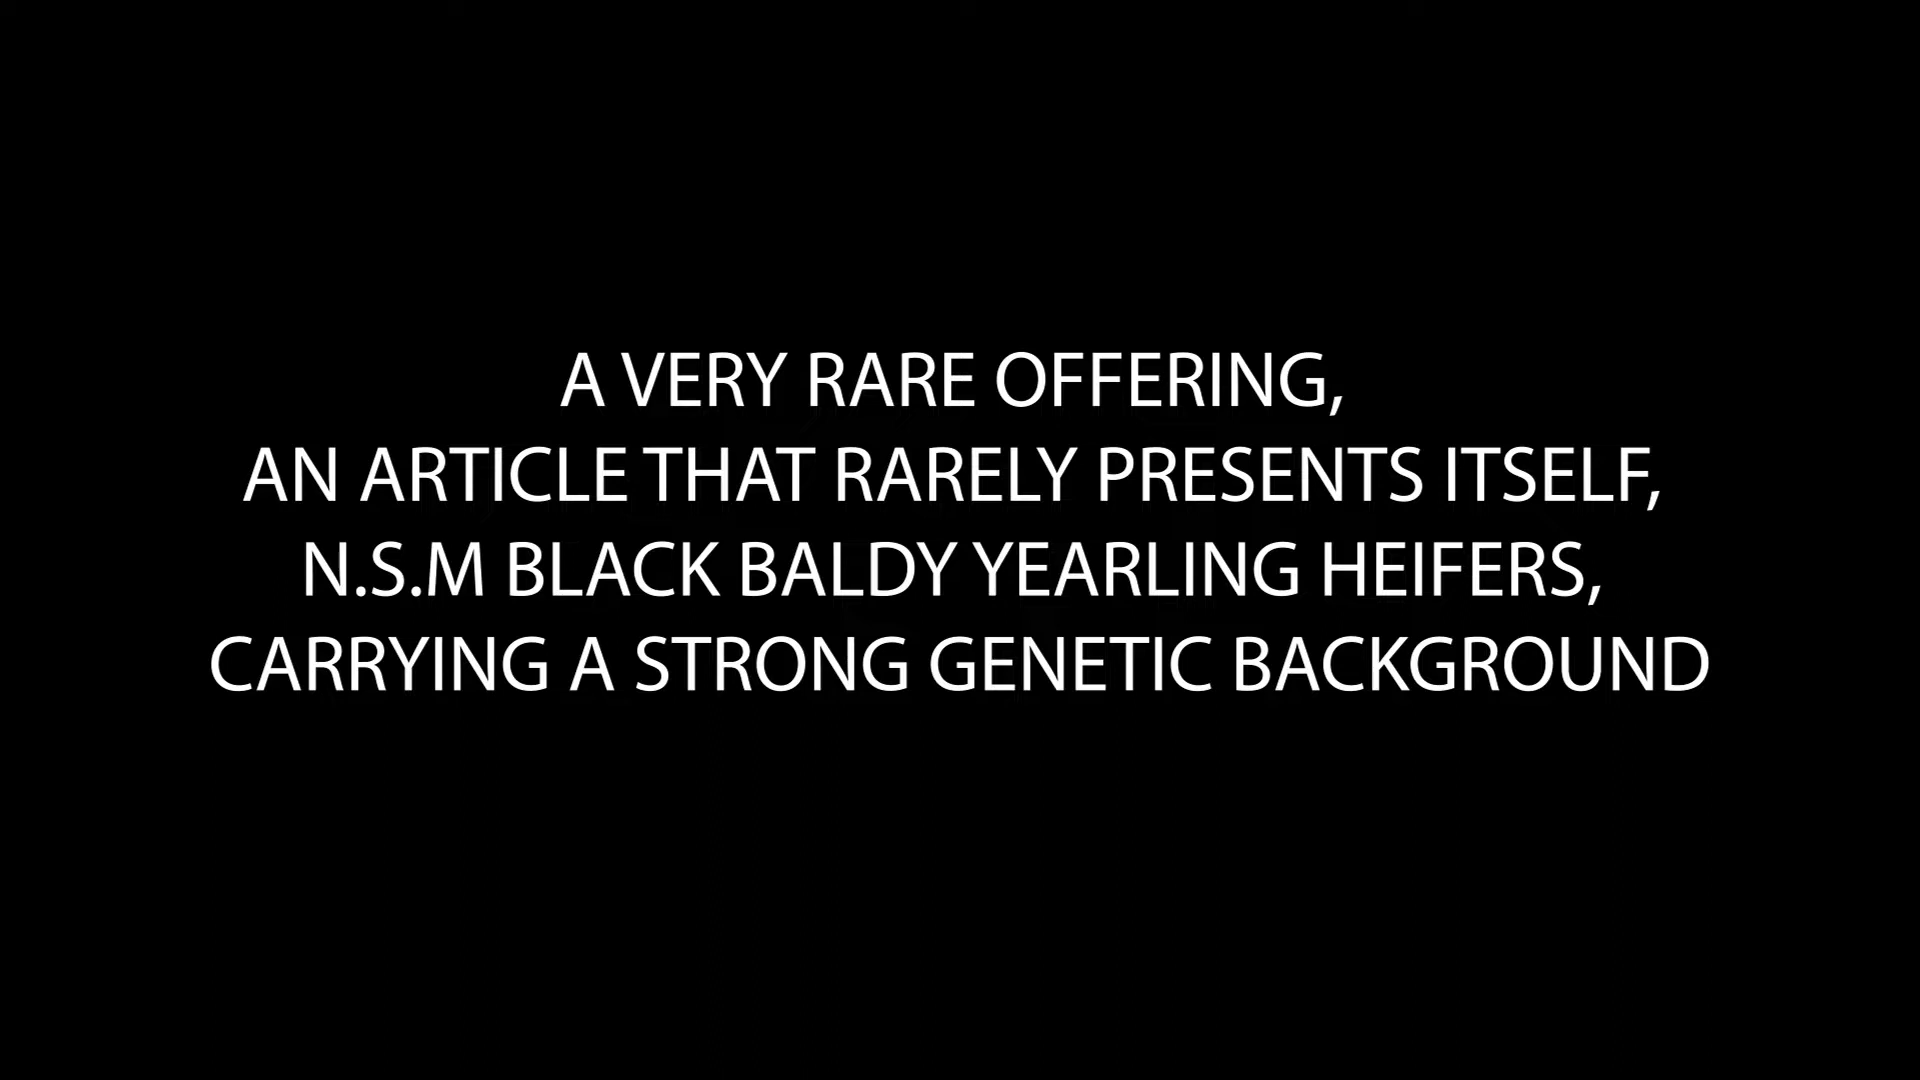 A VERY RARE OFFERING,
AN ARTICLE THAT RARELY PRESENTS ITSELF,
N.S.M BLACK BALDY YEARLING HEIFERS,
CARRYING A STRONG GENETIC BACKGROUND